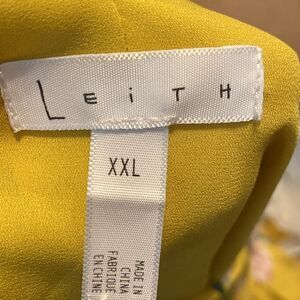 LEiTH
XXL
MADE IN
CHINA
FABRIQUÉ
EN CHINE